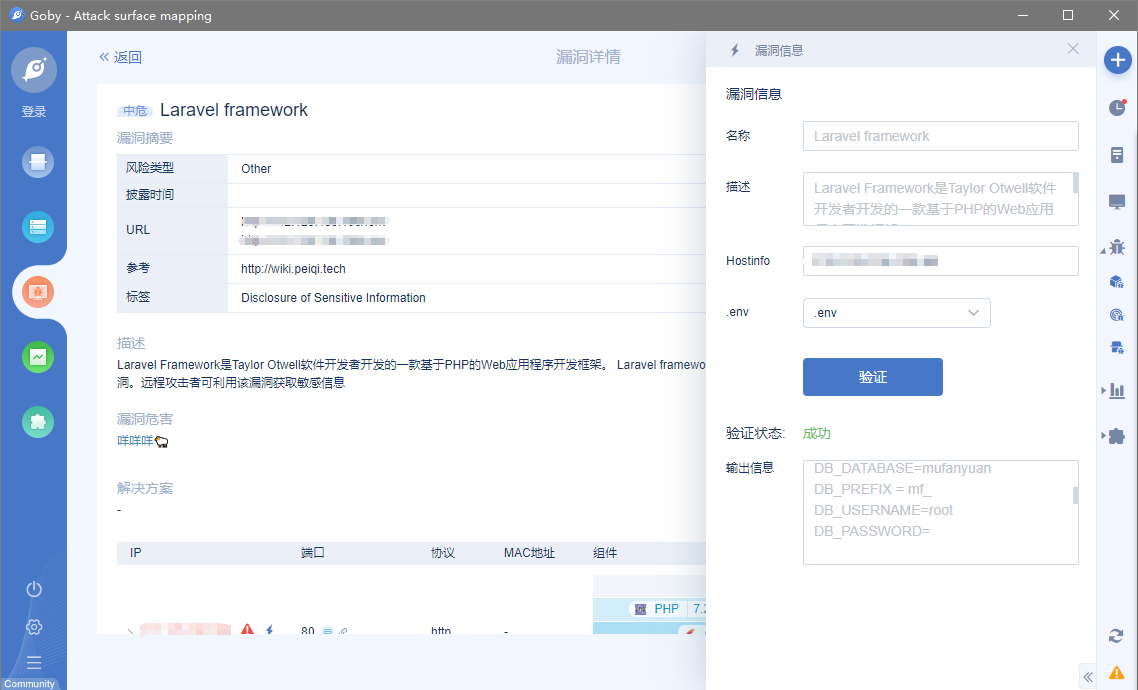 Goby - Attack surface mapping
登录
Community
返回
漏洞详情
中危 Laravel framework
漏洞摘要
风险类型 Other
披露时间
URL
参考 http://wiki.peiqi.tech
标签 Disclosure of Sensitive Information
描述
Laravel Framework是Taylor Otwell软件开发者开发的一款基于PHP的Web应用程序开发框架。 Laravel framewo
洞。远程攻击者可利用该漏洞获取敏感信息
漏洞危害
咩咩咩🐑
解决方案
-
IP 端口 协议 MAC地址 组件
PHP 7.2
80 http -
漏洞信息
漏洞信息
名称 Laravel framework
描述 Laravel Framework是Taylor Otwell软件
开发者开发的一款基于PHP的Web应用
Hostinfo
.env .env
验证
验证状态: 成功
输出信息
DB_DATABASE=mufanyuan
DB_PREFIX = mf_
DB_USERNAME=root
DB_PASSWORD=